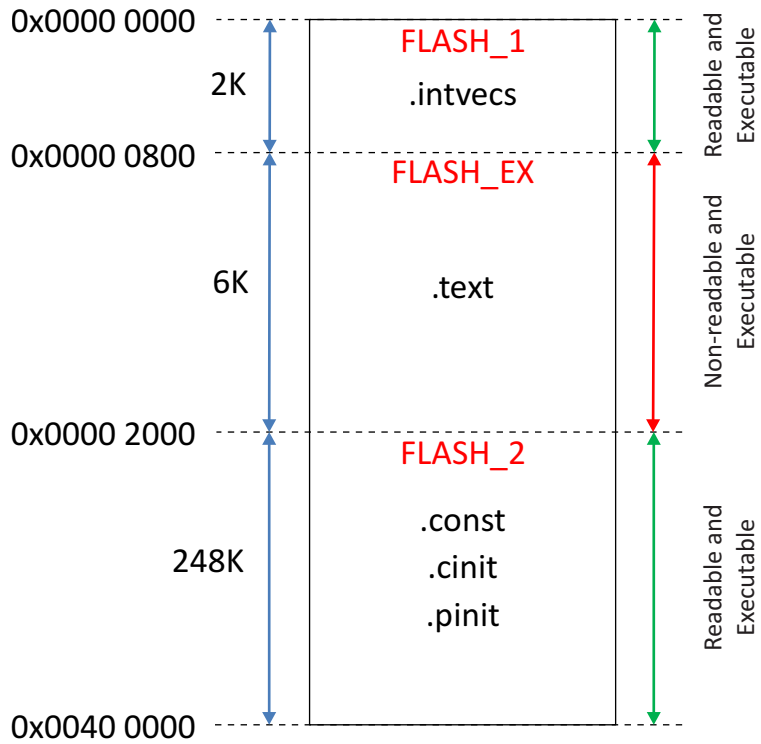 0x0000 0000
FLASH_1
2K
.intvecs
Readable and
Executable
0x0000 0800
FLASH_EX
6K
.text
Non-readable and
Executable
0x0000 2000
FLASH_2
248K
.const
.cinit
.pinit
Readable and
Executable
0x0040 0000